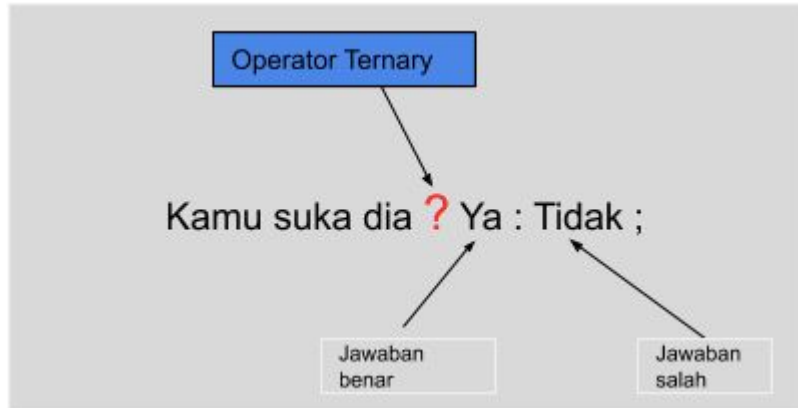 Operator Ternary
Kamu suka dia ? Ya : Tidak ;
Jawaban
benar
Jawaban
salah